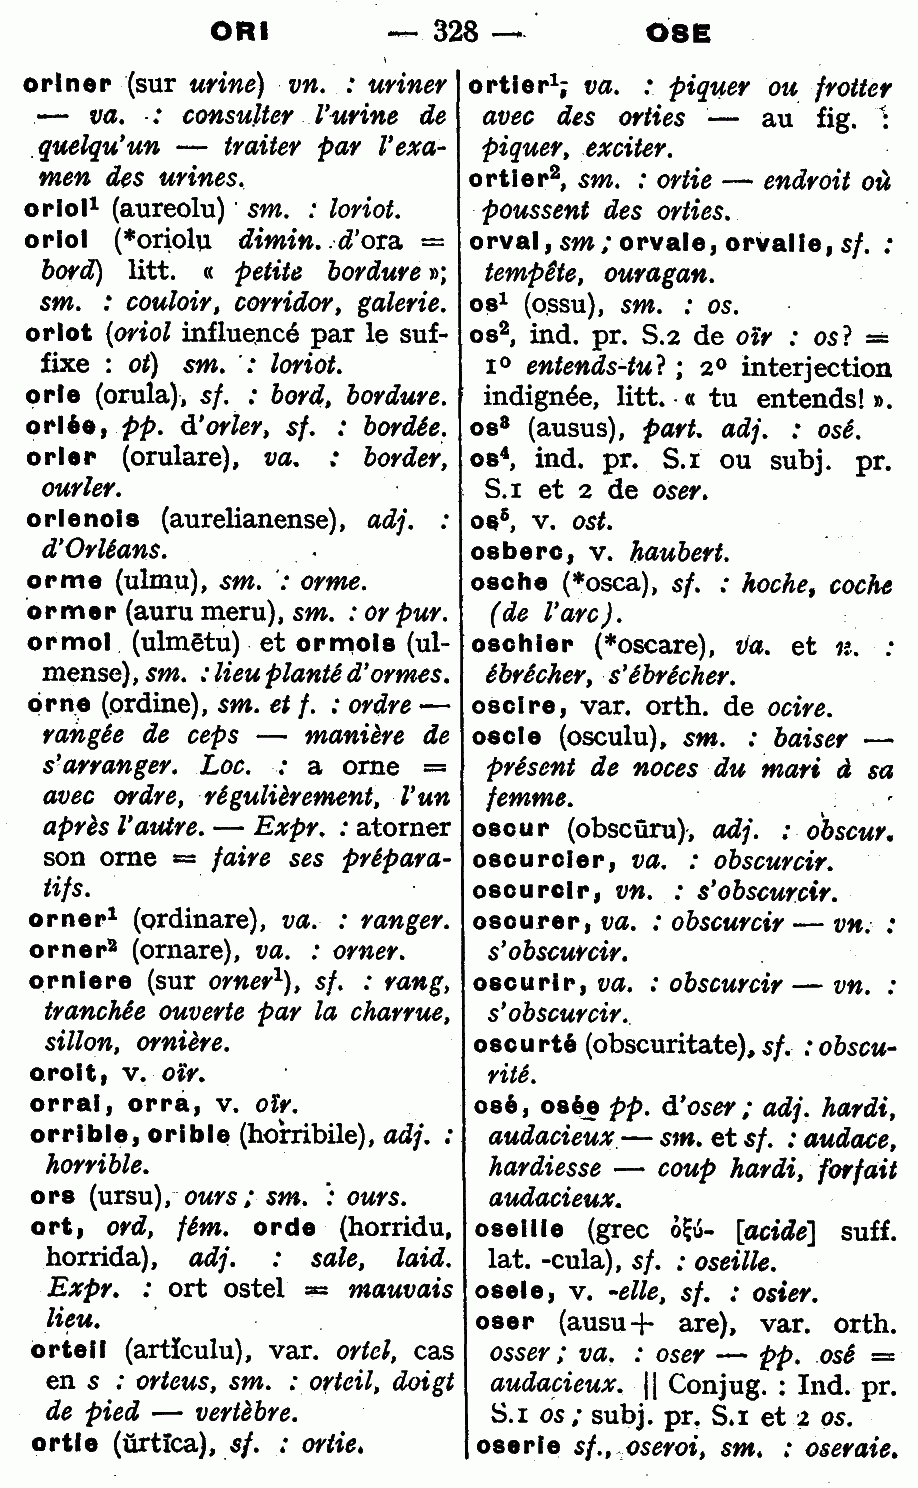 ORI — 328 — OSE
oriner (sur urine) vn. : uriner
— va. : consulter l'urine de
quelqu'un — traiter par l'exa-
men des urines.
oriol¹ (aureolu) sm. : loriot.
oriol (*oriolu dimin. d'ora =
bord) litt. « petite bordure »;
sm. : couloir, corridor, galerie.
oriot (oriol influencé par le suf-
fixe : ot) sm. : loriot.
orle (orula), sf. : bord, bordure.
orlée, pp. d'orler, sf. : bordée.
orler (orulare), va. : border,
ourler.
orlenois (aurelianense), adj. :
d'Orléans.
orme (ulmu), sm. : orme.
ormer (auru meru), sm. : or pur.
ormoi (ulmētu) et ormois (ul-
mense), sm. : lieu planté d'ormes.
orne (ordine), sm. et f. : ordre —
rangée de ceps — manière de
s'arranger. Loc. : a orne =
avec ordre, régulièrement, l'un
après l'autre. — Expr. : atorner
son orne = faire ses prépara-
tifs.
orner¹ (ordinare), va. : ranger.
orner² (ornare), va. : orner.
orniere (sur orner¹), sf. : rang,
tranchée ouverte par la charrue,
sillon, ornière.
oroit, v. oïr.
orrai, orra, v. oïr.
orrible, orible (horribile), adj. :
horrible.
ors (ursu), ours ; sm. : ours.
ort, ord, fém. orde (horridu,
horrida), adj. : sale, laid.
Expr. : ort ostel = mauvais
lieu.
orteil (artĭculu), var. ortel, cas
en s : orteus, sm. : orteil, doigt
de pied — vertèbre.
ortie (ŭrtīca), sf. : ortie.
ortier¹, va. : piquer ou frotter
avec des orties — au fig. :
piquer, exciter.
ortier², sm. : ortie — endroit où
poussent des orties.
orval, sm ; orvale, orvalle, sf. :
tempête, ouragan.
os¹ (ossu), sm. : os.
os², ind. pr. S.2 de oïr : os? =
1º entends-tu? ; 2º interjection
indignée, litt. « tu entends! ».
os³ (ausus), part. adj. : osé.
os⁴, ind. pr. S.1 ou subj. pr.
S.1 et 2 de oser.
os⁵, v. ost.
osberc, v. haubert.
osche (*osca), sf. : hoche, coche
(de l'arc).
oschier (*oscare), va. et n. :
ébrécher, s'ébrécher.
oscire, var. orth. de ocire.
oscle (osculu), sm. : baiser —
présent de noces du mari à sa
femme.
oscur (obscūru), adj. : obscur.
oscurcier, va. : obscurcir.
oscurcir, vn. : s'obscurcir.
oscurer, va. : obscurcir — vn. :
s'obscurcir.
oscurir, va. : obscurcir — vn. :
s'obscurcir.
oscurté (obscuritate), sf. : obscu-
rité.
osé, osée pp. d'oser ; adj. hardi,
audacieux — sm. et sf. : audace,
hardiesse — coup hardi, forfait
audacieux.
oseille (grec ὀξύ- [acide] suff.
lat. -cula), sf. : oseille.
osele, v. -elle, sf. : osier.
oser (ausu+ are), var. orth.
osser ; va. : oser — pp. osé =
audacieux. || Conjug. : Ind. pr.
S.1 os ; subj. pr. S.1 et 2 os.
oserie sf., oseroi, sm. : oseraie.